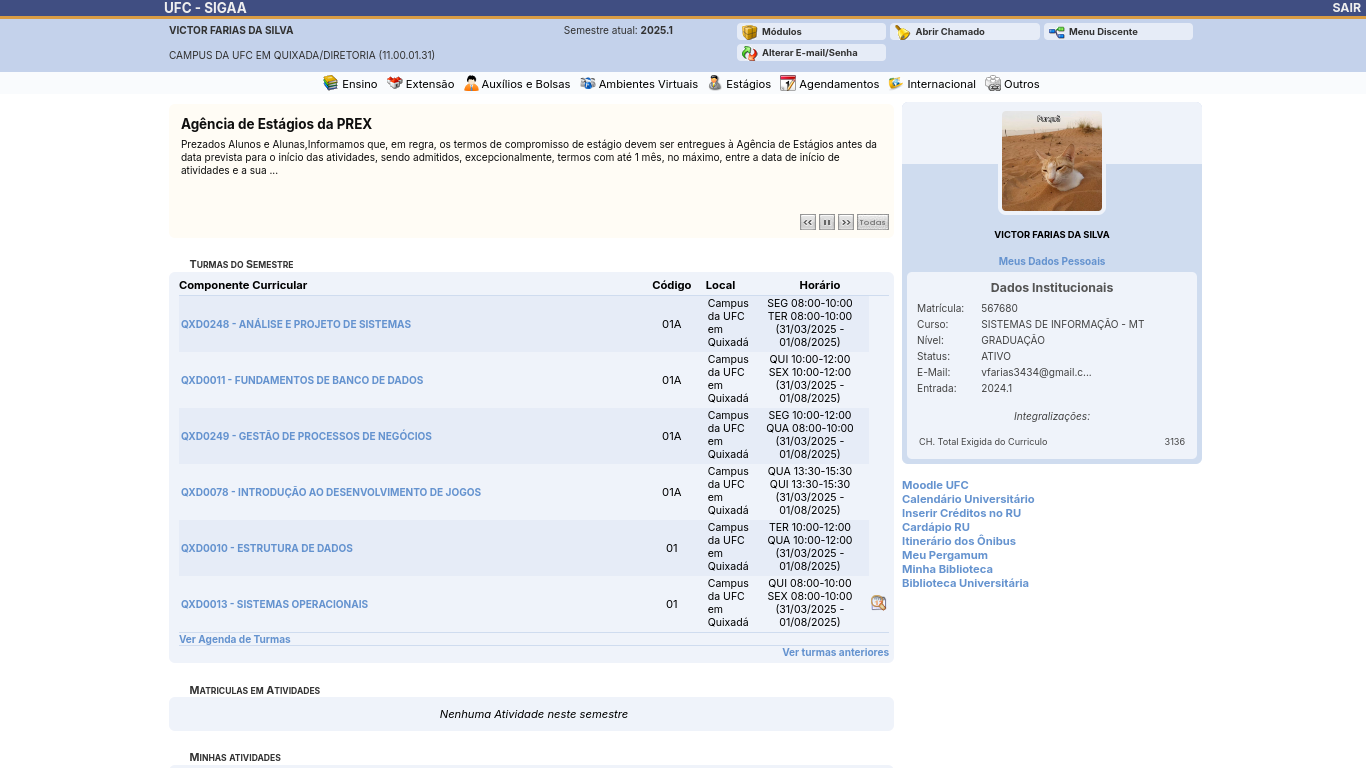 UFC - SIGAA
SAIR
VICTOR FARIAS DA SILVA
Semestre atual: 2025.1
CAMPUS DA UFC EM QUIXADÁ/DIRETORIA (11.00.01.31)
Módulos
Abrir Chamado
Menu Discente
Alterar E-mail/Senha
Ensino Extensão Auxílios e Bolsas Ambientes Virtuais Estágios Agendamentos Internacional Outros
Agência de Estágios da PREX
Prezados Alunos e Alunas,Informamos que, em regra, os termos de compromisso de estágio devem ser entregues à Agência de Estágios antes da
data prevista para o início das atividades, sendo admitidos, excepcionalmente, termos com até 1 mês, no máximo, entre a data de início de
atividades e a sua ...
<< >> Todas
TURMAS DO SEMESTRE
Componente Curricular Código Local Horário
QXD0248 - ANÁLISE E PROJETO DE SISTEMAS
01A
Campus
da UFC
em
Quixadá
SEG 08:00-10:00
TER 08:00-10:00
(31/03/2025 -
01/08/2025)
QXD0011 - FUNDAMENTOS DE BANCO DE DADOS
01A
Campus
da UFC
em
Quixadá
QUI 10:00-12:00
SEX 10:00-12:00
(31/03/2025 -
01/08/2025)
QXD0249 - GESTÃO DE PROCESSOS DE NEGÓCIOS
01A
Campus
da UFC
em
Quixadá
SEG 10:00-12:00
QUA 08:00-10:00
(31/03/2025 -
01/08/2025)
QXD0078 - INTRODUÇÃO AO DESENVOLVIMENTO DE JOGOS
01A
Campus
da UFC
em
Quixadá
QUA 13:30-15:30
QUI 13:30-15:30
(31/03/2025 -
01/08/2025)
QXD0010 - ESTRUTURA DE DADOS
01
Campus
da UFC
em
Quixadá
TER 10:00-12:00
QUA 10:00-12:00
(31/03/2025 -
01/08/2025)
QXD0013 - SISTEMAS OPERACIONAIS
01
Campus
da UFC
em
Quixadá
QUI 08:00-10:00
SEX 08:00-10:00
(31/03/2025 -
01/08/2025)
Ver Agenda de Turmas
Ver turmas anteriores
MATRICULAS EM ATIVIDADES
Nenhuma Atividade neste semestre
MINHAS ATIVIDADES
VICTOR FARIAS DA SILVA
Meus Dados Pessoais
Dados Institucionais
Matrícula: 567680
Curso: SISTEMAS DE INFORMAÇÃO - MT
Nível: GRADUAÇÃO
Status: ATIVO
E-Mail: vfarias3434@gmail.c...
Entrada: 2024.1
Integralizações:
CH. Total Exigida do Curriculo 3136
Moodle UFC
Calendário Universitário
Inserir Créditos no RU
Cardápio RU
Itinerário dos Ônibus
Meu Pergamum
Minha Biblioteca
Biblioteca Universitária